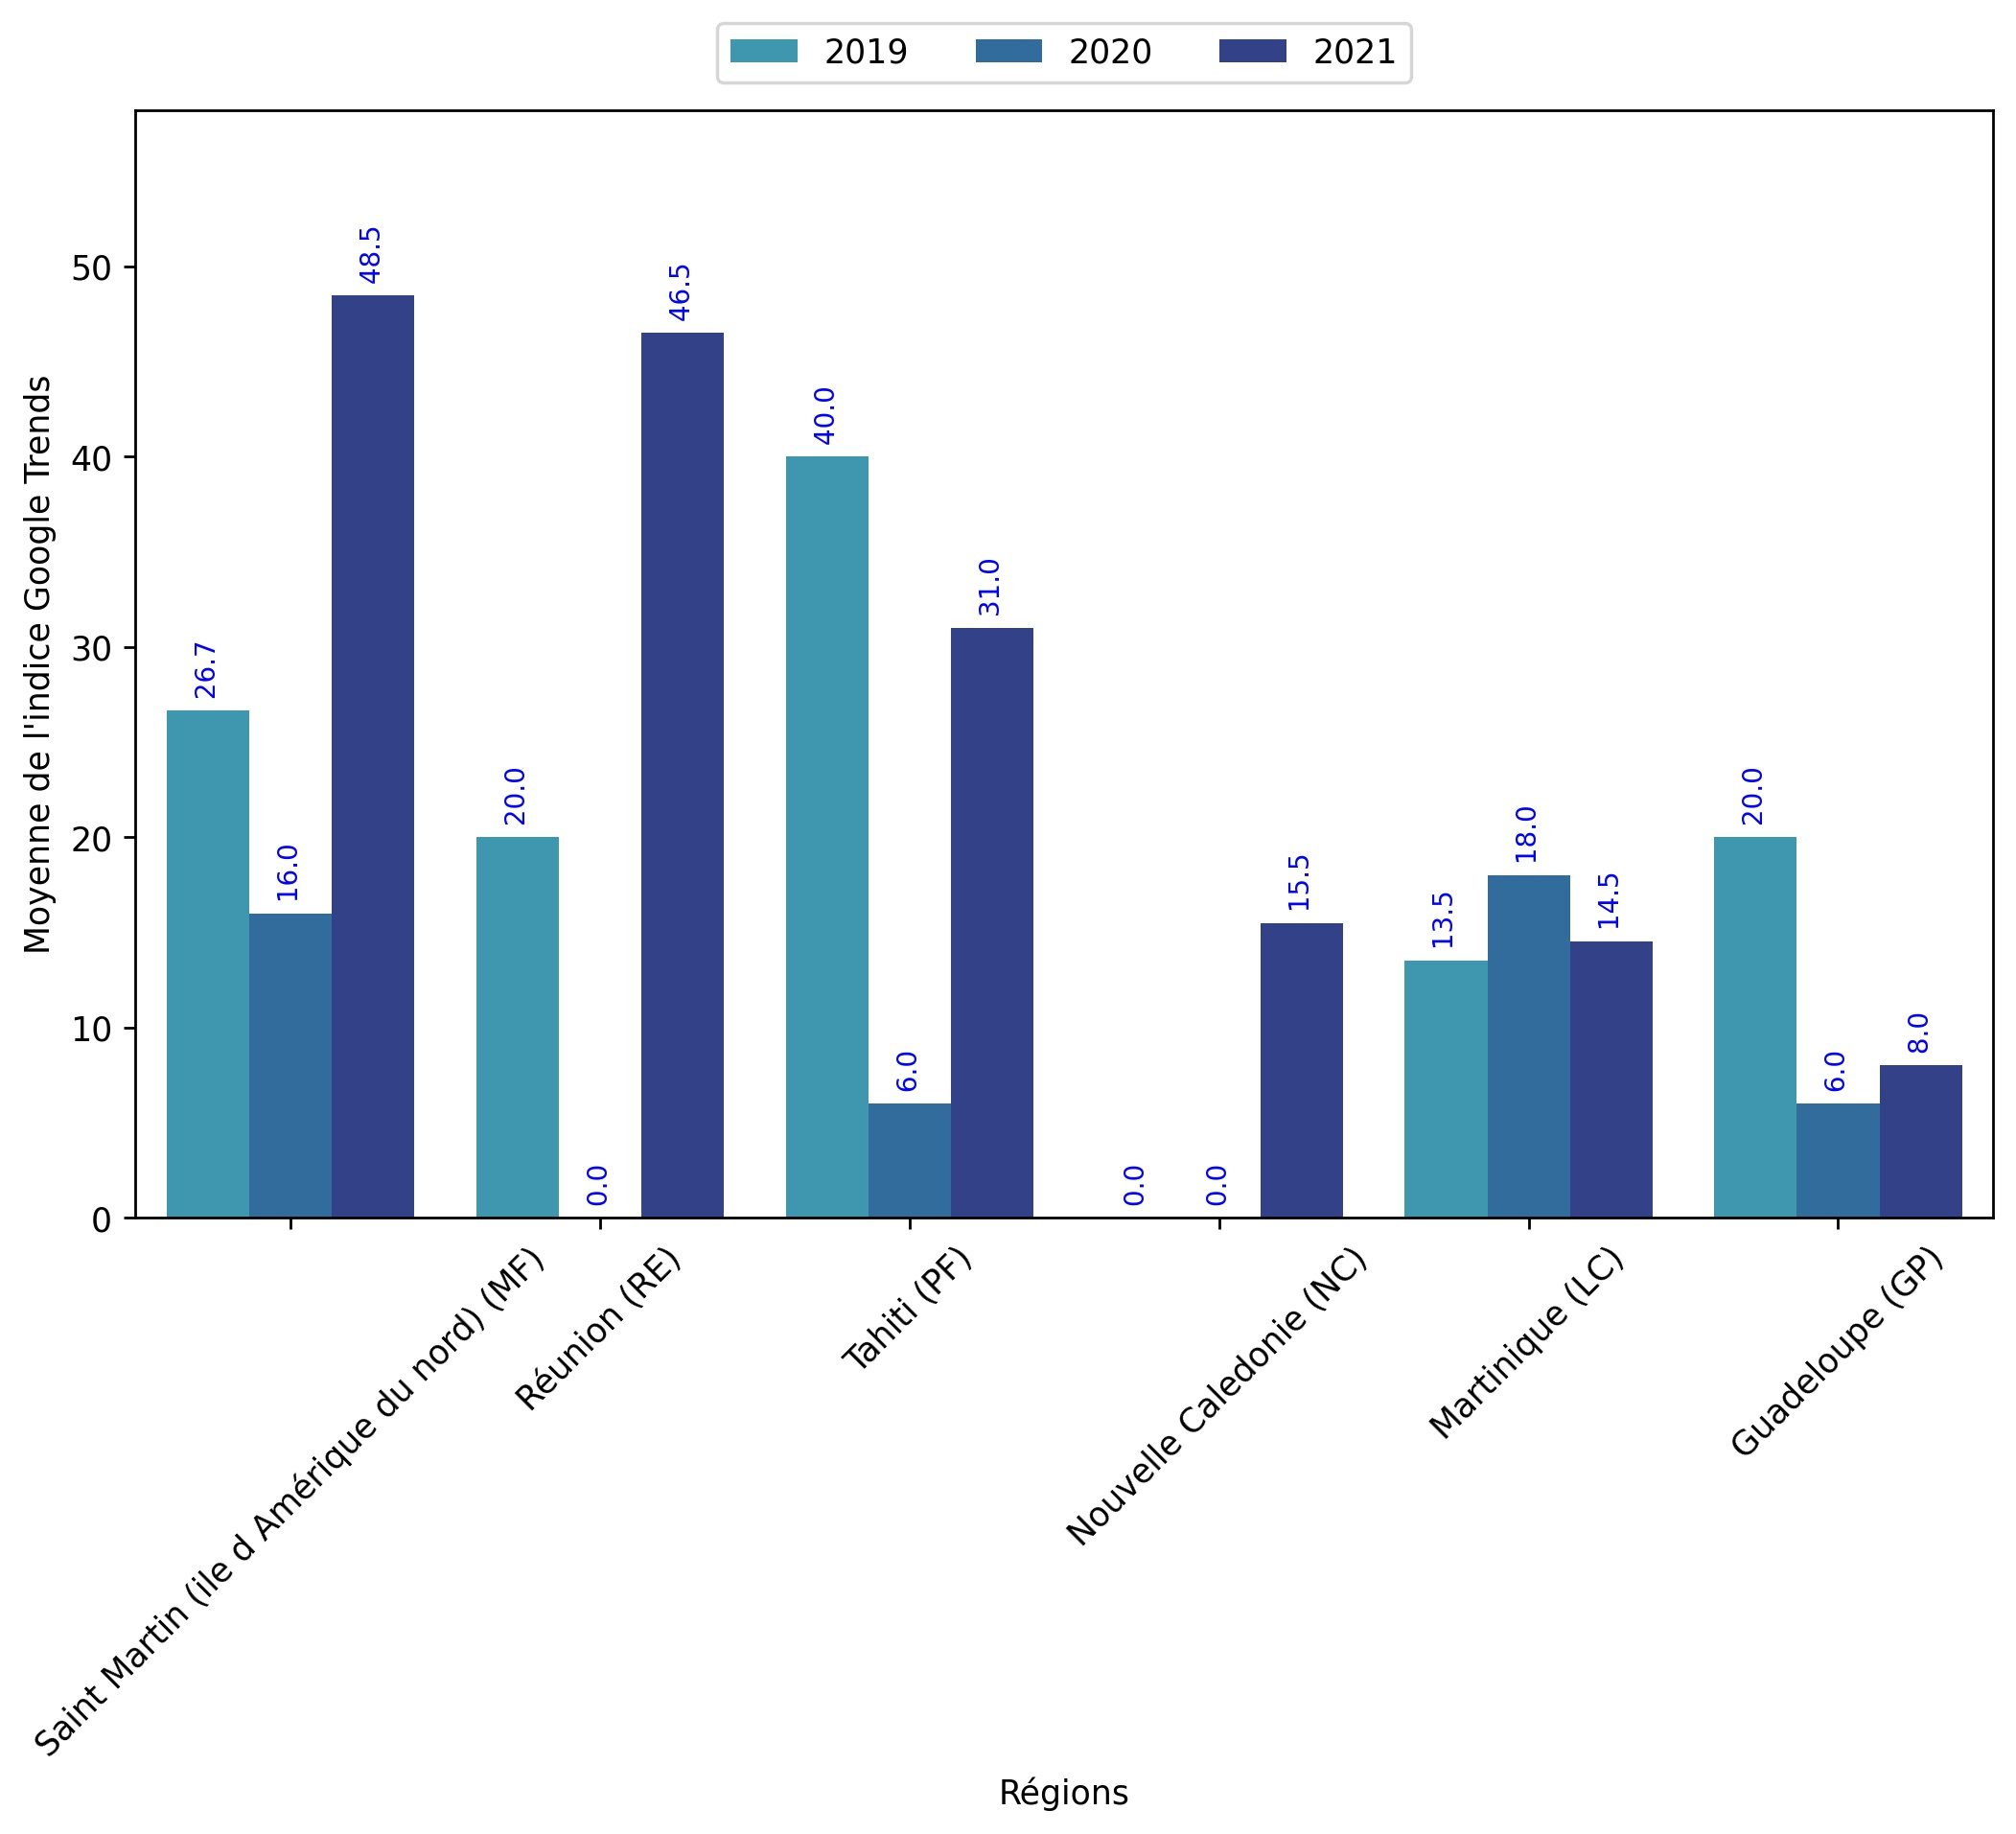 2019 2020 2021
Moyenne de l'indice Google Trends
50
40
30
20
10
0
26.7
16.0
48.5
20.0
0.0
46.5
40.0
6.0
31.0
0.0
0.0
15.5
13.5
18.0
14.5
20.0
6.0
8.0
Saint Martin (ile d Amérique du nord) (MF)
Réunion (RE)
Tahiti (PF)
Nouvelle Caledonie (NC)
Martinique (LC)
Guadeloupe (GP)
Régions